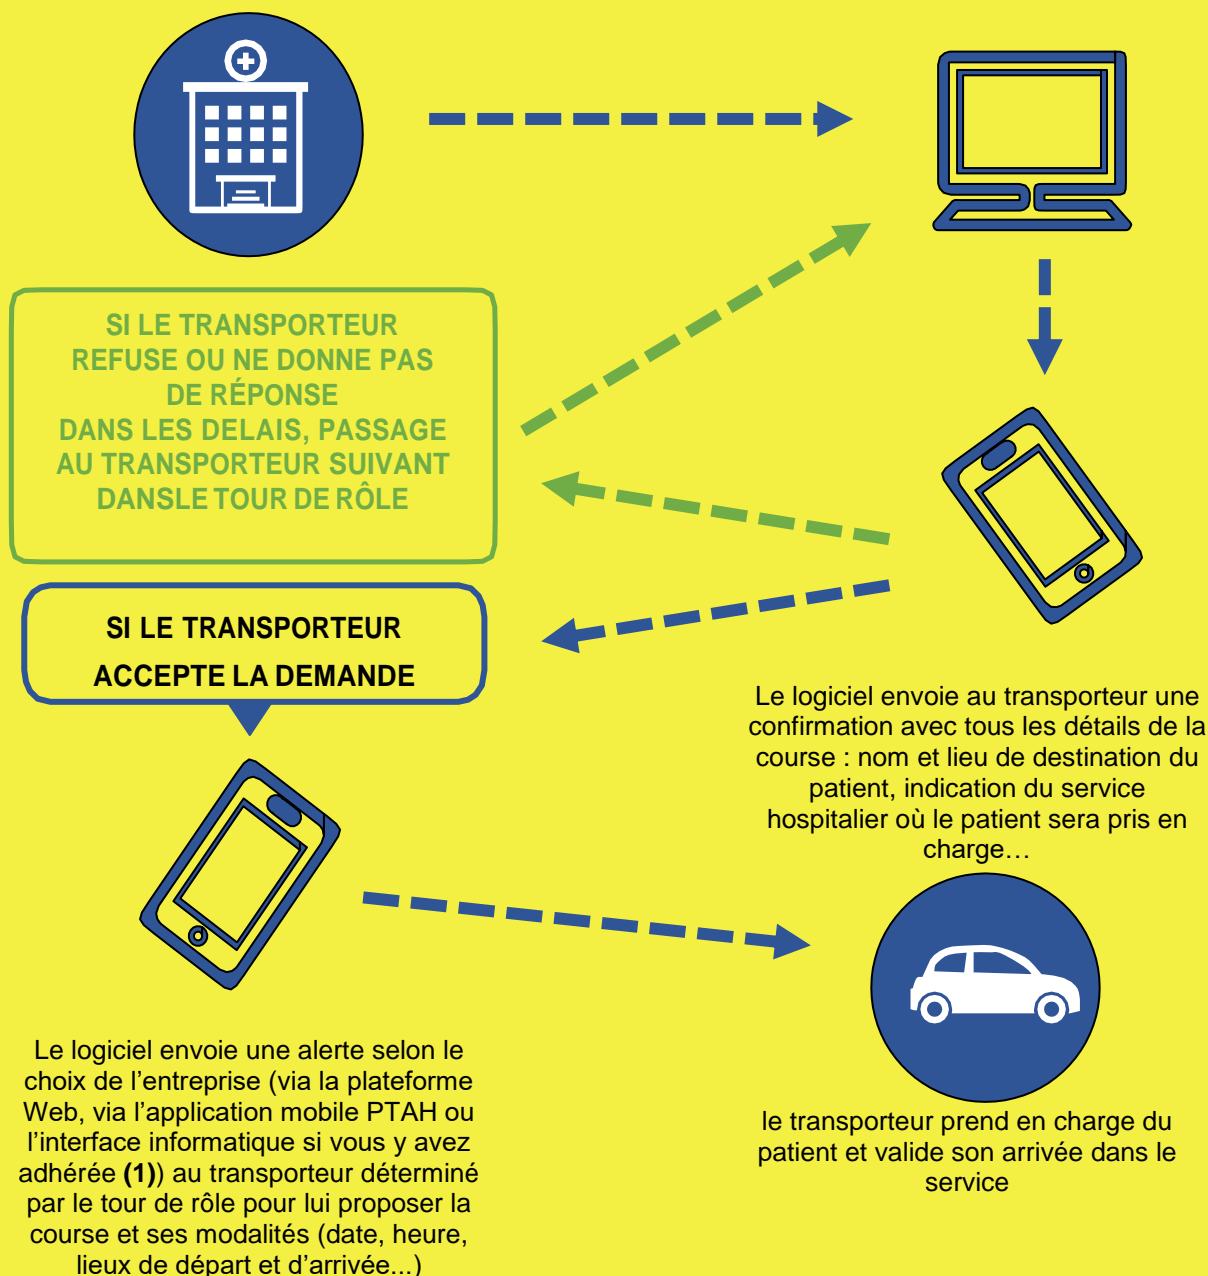 SI LE TRANSPORTEUR
REFUSE OU NE DONNE PAS
DE RÉPONSE
DANS LES DELAIS, PASSAGE
AU TRANSPORTEUR SUIVANT
DANSLE TOUR DE RÔLE
SI LE TRANSPORTEUR
ACCEPTE LA DEMANDE
Le logiciel envoie au transporteur une
confirmation avec tous les détails de la
course : nom et lieu de destination du
patient, indication du service
hospitalier où le patient sera pris en
charge…
Le logiciel envoie une alerte selon le
choix de l’entreprise (via la plateforme
Web, via l’application mobile PTAH ou
l’interface informatique si vous y avez
adhérée (1)) au transporteur déterminé
par le tour de rôle pour lui proposer la
course et ses modalités (date, heure,
lieux de départ et d’arrivée...)
le transporteur prend en charge du
patient et valide son arrivée dans le
service